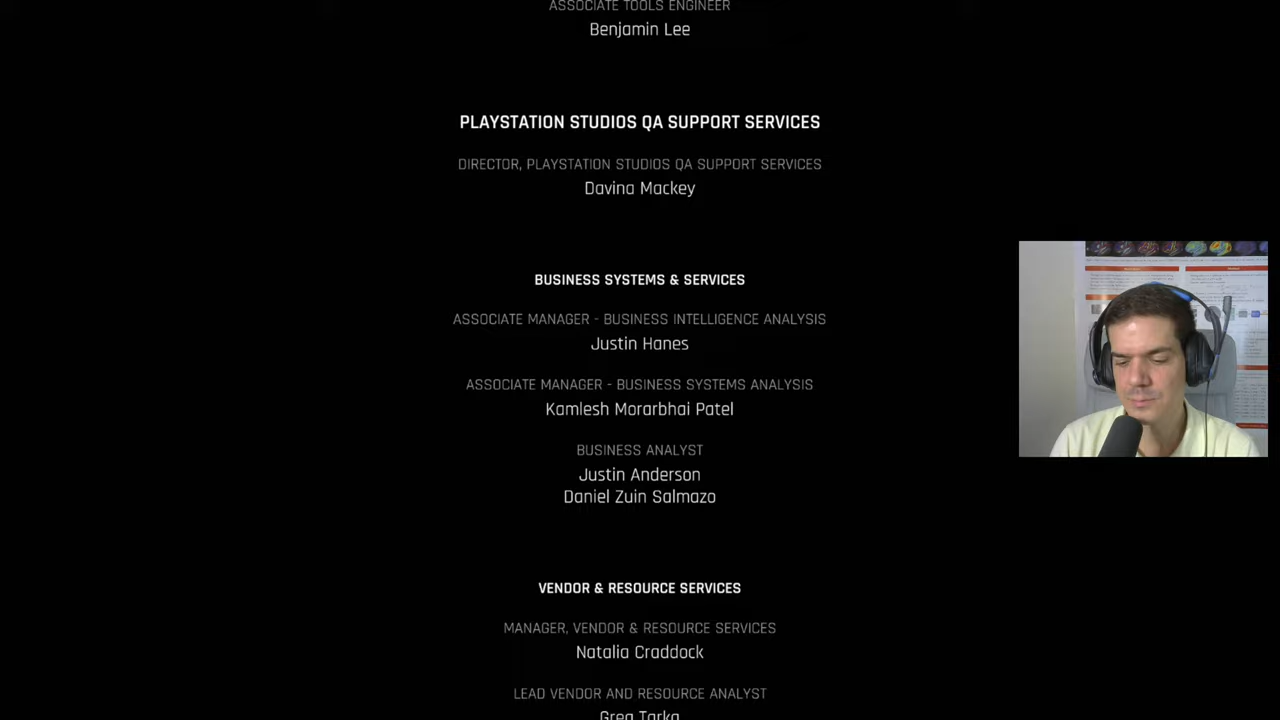 ASSOCIATE TOOLS ENGINEER
Benjamin Lee
PLAYSTATION STUDIOS QA SUPPORT SERVICES
DIRECTOR, PLAYSTATION STUDIOS QA SUPPORT SERVICES
Davina Mackey
BUSINESS SYSTEMS & SERVICES
ASSOCIATE MANAGER - BUSINESS INTELLIGENCE ANALYSIS
Justin Hanes
ASSOCIATE MANAGER - BUSINESS SYSTEMS ANALYSIS
Kamlesh Morarbhai Patel
BUSINESS ANALYST
Justin Anderson
Daniel Zuin Salmazo
VENDOR & RESOURCE SERVICES
MANAGER, VENDOR & RESOURCE SERVICES
Natalia Craddock
LEAD VENDOR AND RESOURCE ANALYST
Greg Tarka